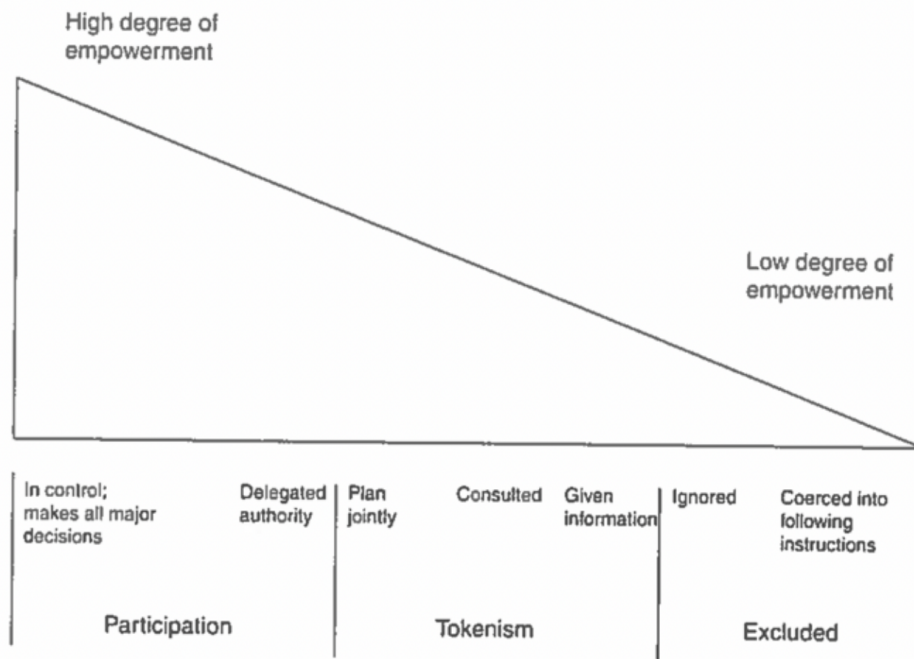 High degree of
empowerment
Low degree of
empowerment
In control;
makes all major
decisions
Delegated
authority
Plan
jointly
Consulted
Given
information
Ignored
Coerced into
following
instructions
Participation
Tokenism
Excluded